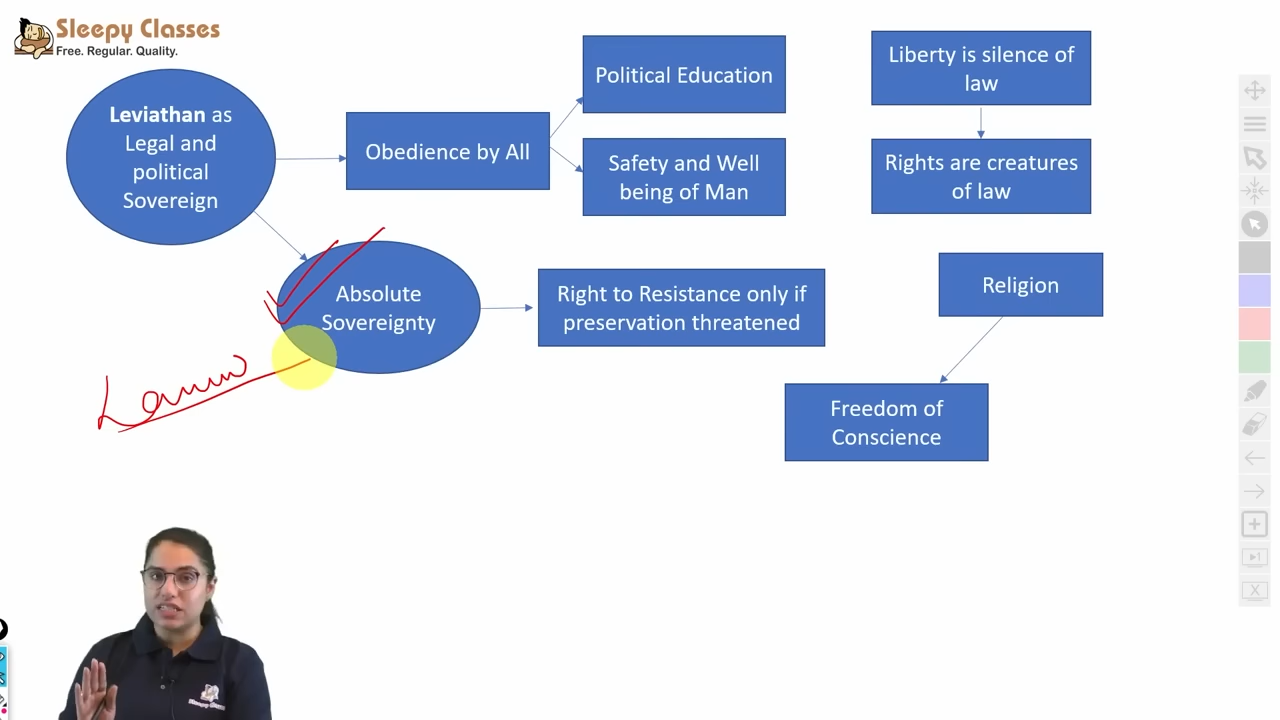 Sleepy Classes
Free. Regular. Quality.
Leviathan as
Legal and
political
Sovereign
Obedience by All
Political Education
Safety and Well
being of Man
Liberty is silence of
law
Rights are creatures
of law
Absolute
Sovereignty
Right to Resistance only if
preservation threatened
Religion
Freedom of
Conscience